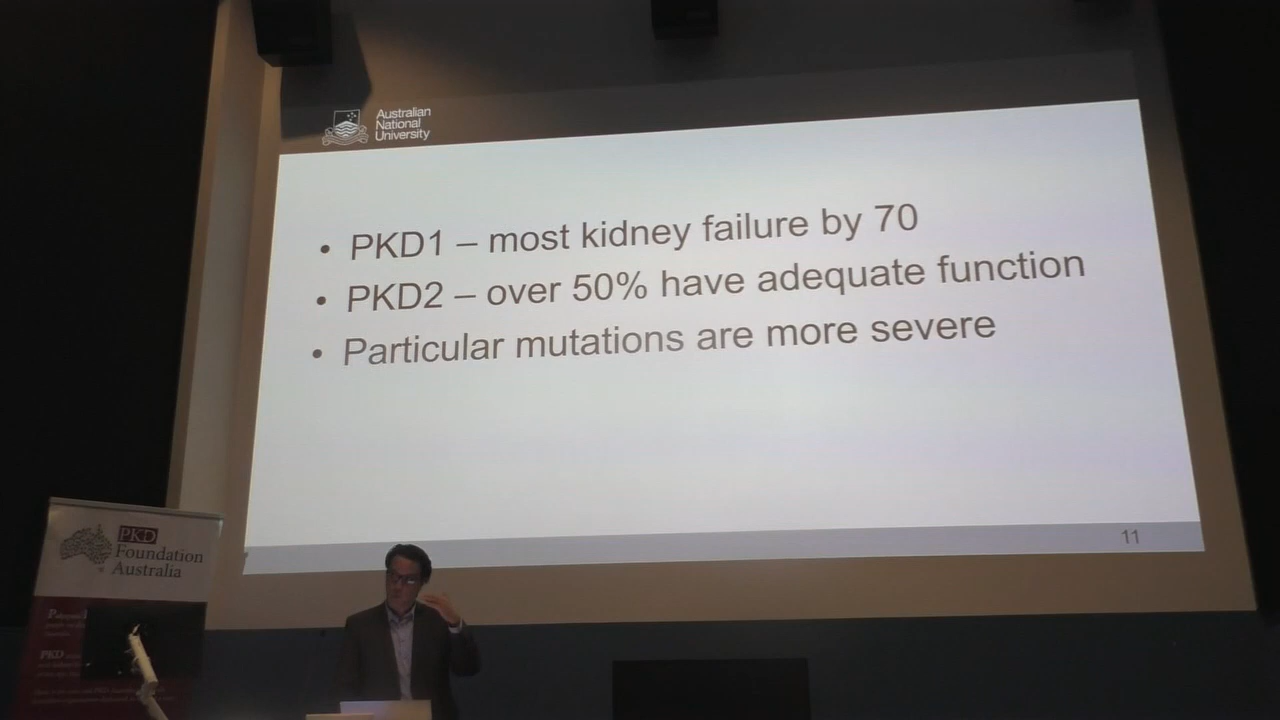 Australian
National
University
• PKD1 – most kidney failure by 70
• PKD2 – over 50% have adequate function
• Particular mutations are more severe
11
PKD
Foundation
Australia
PKD